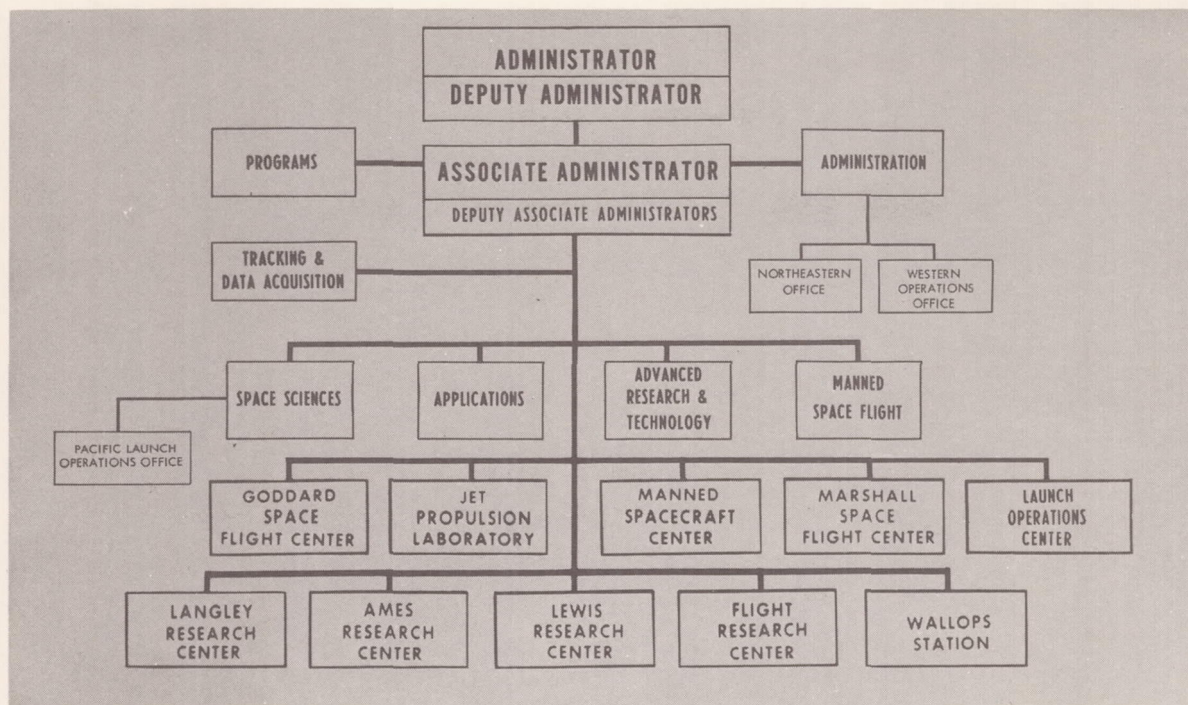 ADMINISTRATOR
DEPUTY ADMINISTRATOR
PROGRAMS
ASSOCIATE ADMINISTRATOR
DEPUTY ASSOCIATE ADMINISTRATORS
ADMINISTRATION
TRACKING &
DATA ACQUISITION
NORTHEASTERN
OFFICE
WESTERN
OPERATIONS
OFFICE
SPACE SCIENCES
APPLICATIONS
ADVANCED
RESEARCH &
TECHNOLOGY
MANNED
SPACE FLIGHT
PACIFIC LAUNCH
OPERATIONS OFFICE
GODDARD
SPACE
FLIGHT CENTER
JET
PROPULSION
LABORATORY
MANNED
SPACECRAFT
CENTER
MARSHALL
SPACE
FLIGHT CENTER
LAUNCH
OPERATIONS
CENTER
LANGLEY
RESEARCH
CENTER
AMES
RESEARCH
CENTER
LEWIS
RESEARCH
CENTER
FLIGHT
RESEARCH
CENTER
WALLOPS
STATION